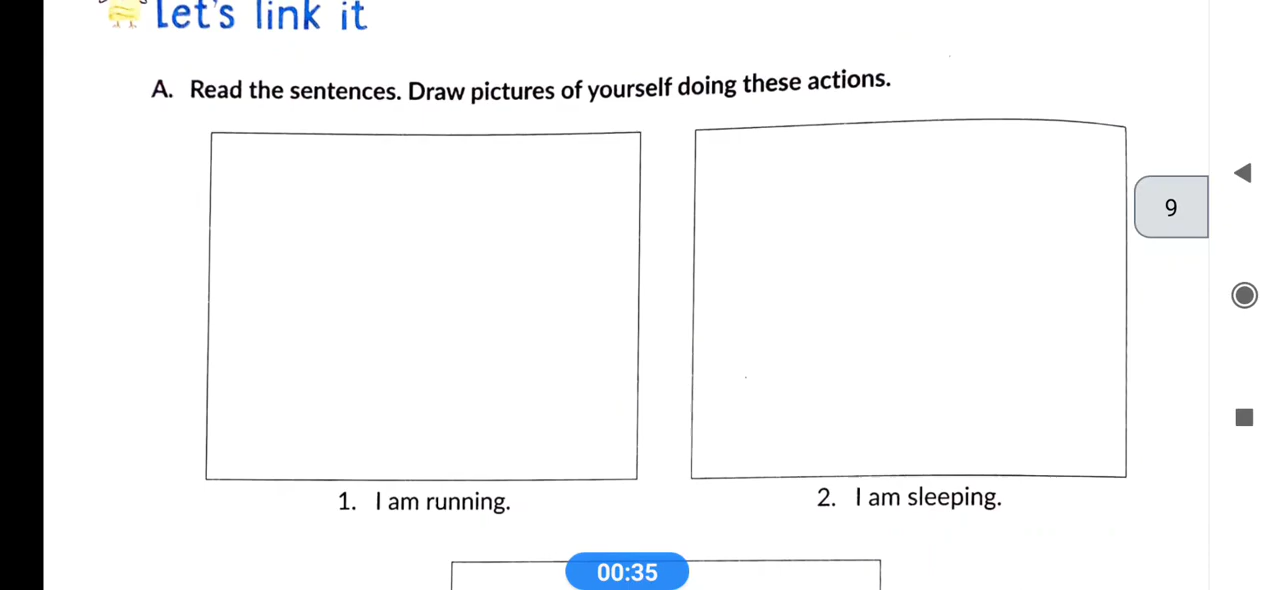 Let's link it
A. Read the sentences. Draw pictures of yourself doing these actions.
9
1. I am running.
2. I am sleeping.
00:35